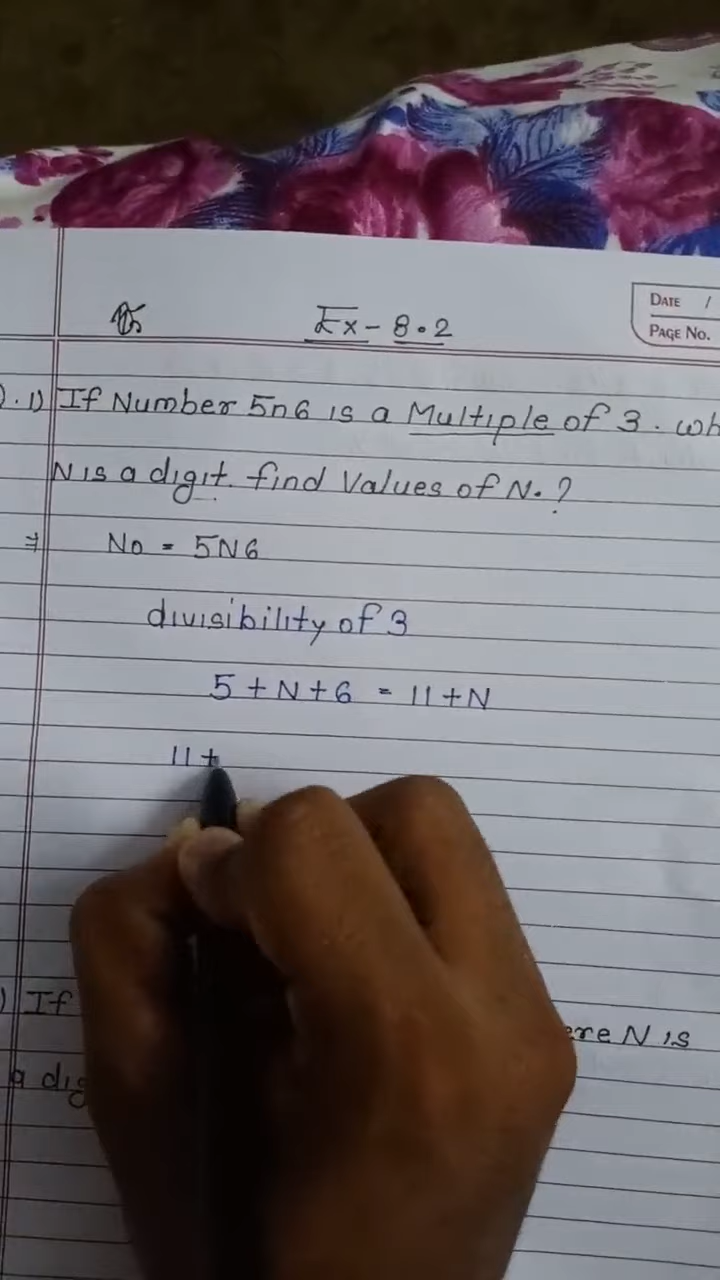 Ex - 8.2
DATE /
PAGE No.
Q.1) If Number 5n6 is a Multiple of 3. wh
N is a digit. find Values of N.?
⇒ No = 5N6
divisibility of 3
5 + N + 6 = 11 + N
11 +
) If ere N is
a dig